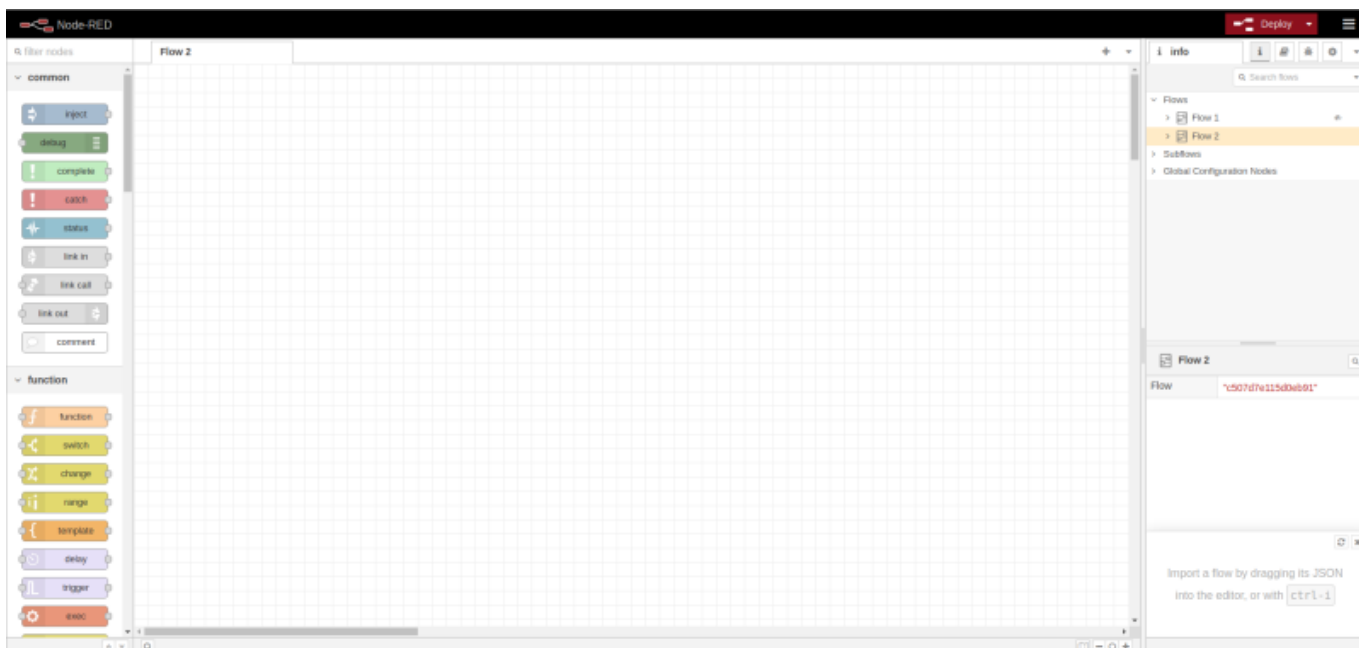 Node-RED
Deploy
filter nodes
Flow 2
info
common
Search flows
Flows
Flow 1
Flow 2
Subflows
Global Configuration Nodes
inject
debug
complete
catch
status
link in
link call
link out
comment
function
function
switch
change
range
template
delay
trigger
exec
Flow 2
Flow "c507d7e115d0eb91"
Import a flow by dragging its JSON
into the editor, or with ctrl-i